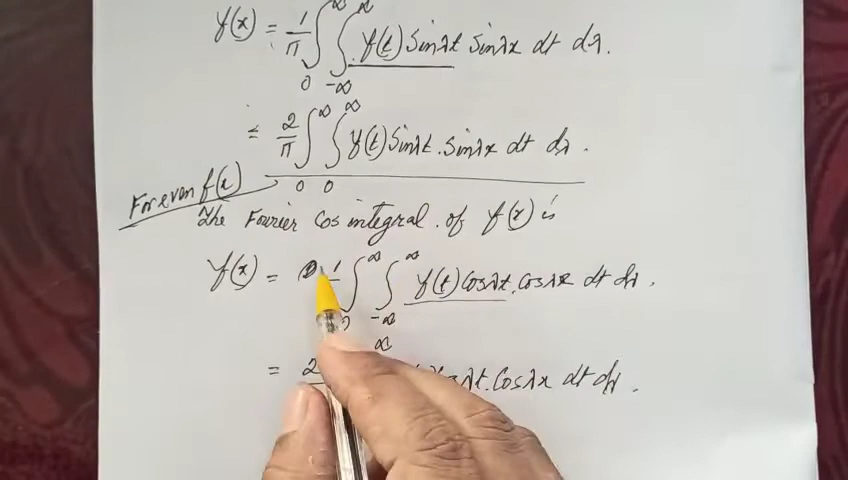 f(x) = 1/π ∫₀^∞ ∫₋∞^∞ f(t) Sinλt Sinλx dt dλ.
= 2/π ∫₀^∞ ∫₀^∞ f(t) Sinλt . Sinλx dt dλ .
For even f(x)
The Fourier Cos integral . of f(x) is
f(x) = 1 ∫₀^∞ ∫₋∞^∞ f(t) Cosλt . Cosλx dt dλ .
= 2 ∞ λt . Cosλx dt dλ .